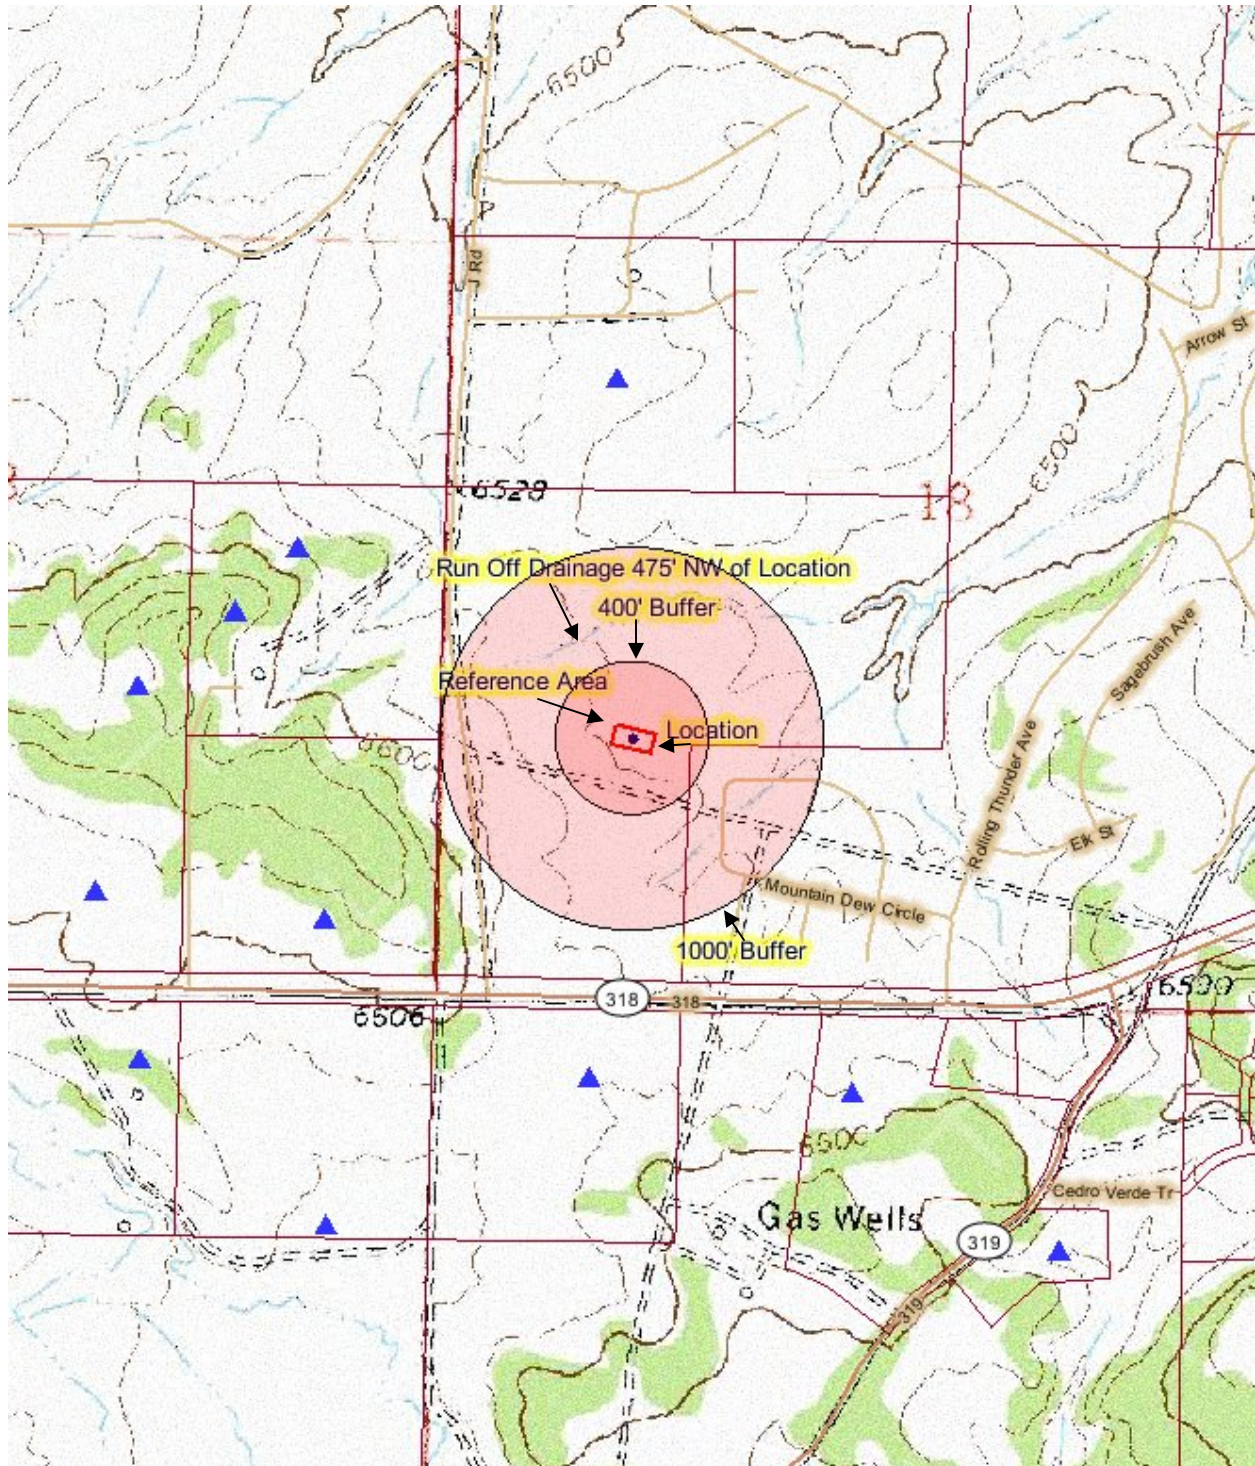 6500
J Rd
Arrow St
6500
6528
18
Run Off Drainage 475' NW of Location
400' Buffer
Reference Area
Location
6600
Sagebrush Ave
Rolling Thunder Ave
Elk St
Mountain Dew Circle
1000' Buffer
318
318
6506
6500
Cedro Verde Tr
Gas Wells
319
319